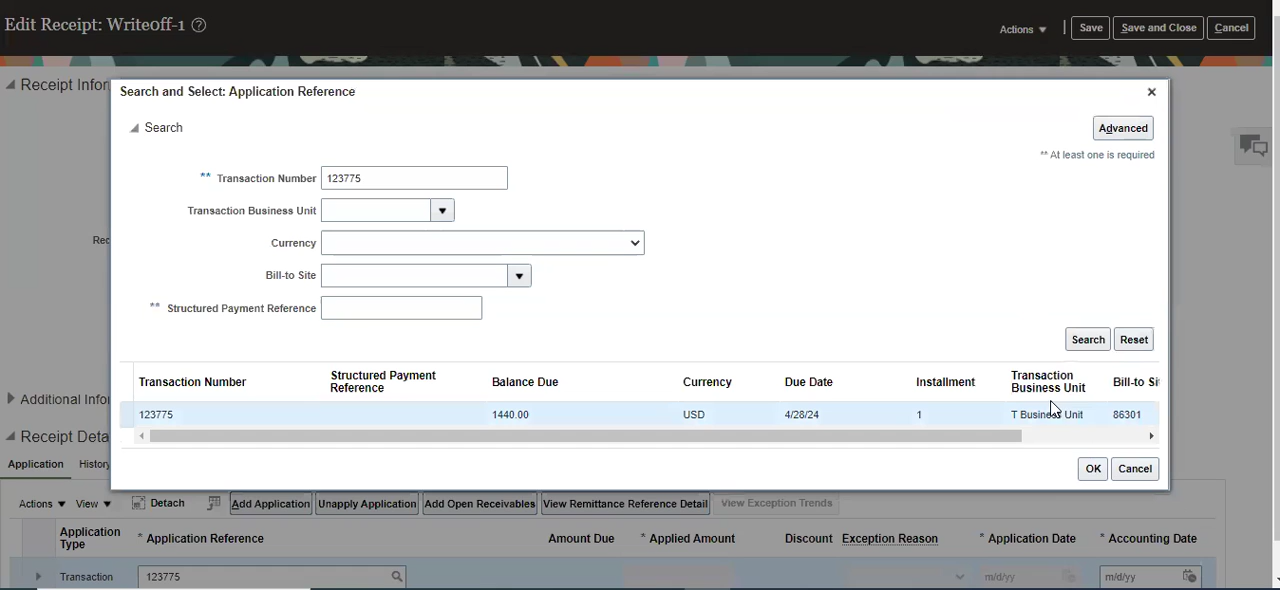 Edit Receipt: WriteOff-1
Actions
Save
Save and Close
Cancel
Receipt Infor
Search and Select: Application Reference
Search
Advanced
** At least one is required
** Transaction Number 123775
Transaction Business Unit
Rec
Currency
Bill-to Site
** Structured Payment Reference
Search
Reset
Transaction Number
Structured Payment
Reference
Balance Due
Currency
Due Date
Installment
Transaction
Business Unit
Bill-to Si
123775 1440.00 USD 4/28/24 1 T Business Unit 86301
Additional Info
Receipt Deta
OK
Cancel
Application
History
Actions
View
Detach
Add Application
Unapply Application
Add Open Receivables
View Remittance Reference Detail
View Exception Trends
Application
Type
* Application Reference
Amount Due
* Applied Amount
Discount
Exception Reason
* Application Date
* Accounting Date
Transaction
123775
m/d/yy
m/d/yy